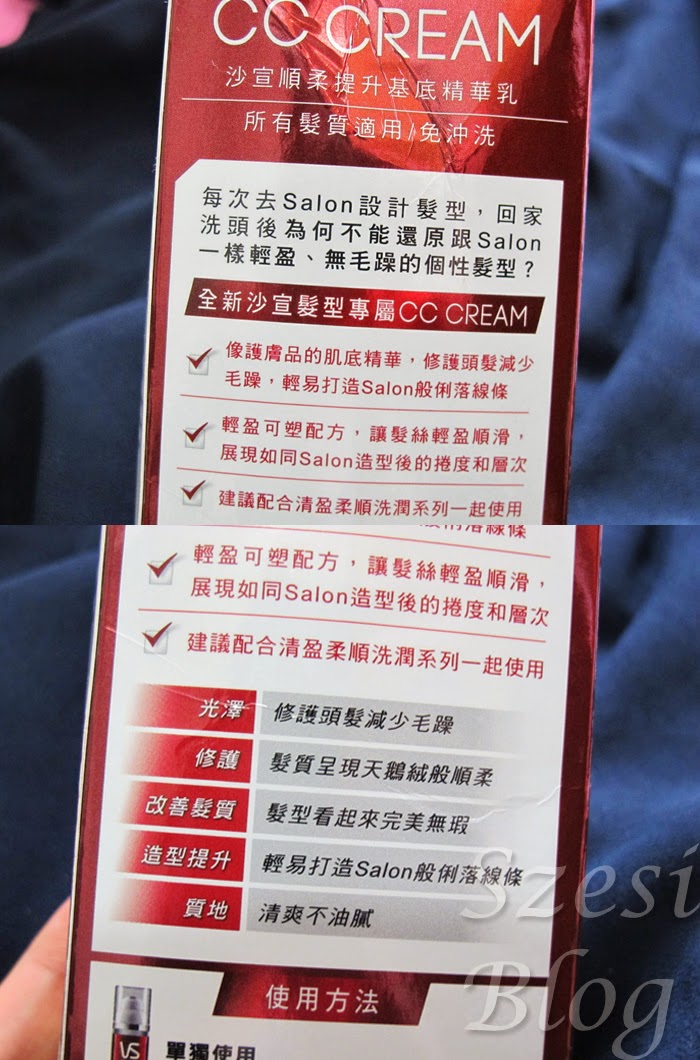 CC CREAM
沙宣順柔提升基底精華乳
所有髮質適用/免沖洗
每次去Salon設計髮型，回家
洗頭後為何不能還原跟Salon
一樣輕盈、無毛躁的個性髮型？
全新沙宣髮型專屬CC CREAM
像護膚品的肌底精華，修護頭髮減少
毛躁，輕易打造Salon般俐落線條
輕盈可塑配方，讓髮絲輕盈順滑，
展現如同Salon造型後的捲度和層次
建議配合清盈柔順洗潤系列一起使用
俐落線條
輕盈可塑配方，讓髮絲輕盈順滑，
展現如同Salon造型後的捲度和層次
建議配合清盈柔順洗潤系列一起使用
光澤 修護頭髮減少毛躁
修護 髮質呈現天鵝絨般順柔
改善髮質 髮型看起來完美無瑕
造型提升 輕易打造Salon般俐落線條
質地 清爽不油膩
Szesi
Blog
使用方法
VS
單獨使用